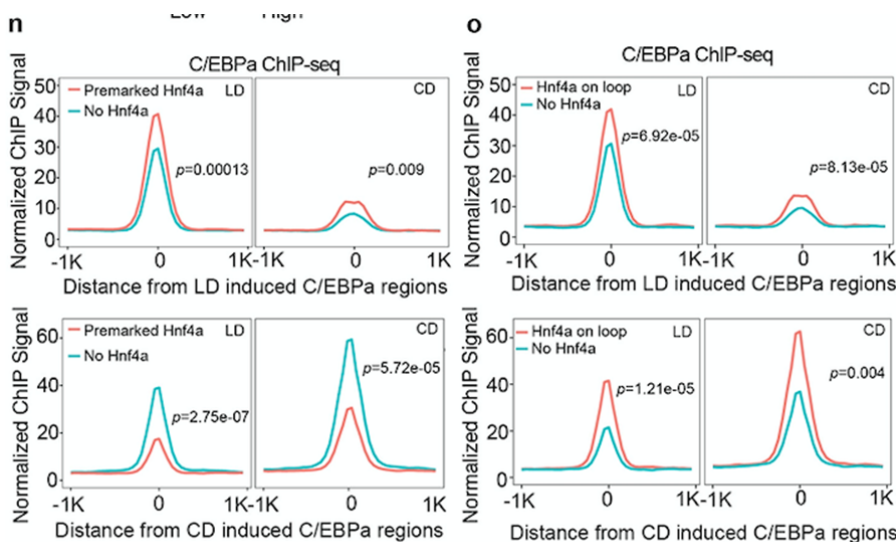 n
C/EBPa ChIP-seq
Normalized ChIP Signal
50
40
30
20
10
0
Premarked Hnf4a
No Hnf4a
LD
p=0.00013
CD
p=0.009
-1K
0
1K
-1K
0
1K
Distance from LD induced C/EBPa regions
Normalized ChIP Signal
60
40
20
0
Premarked Hnf4a
No Hnf4a
LD
p=2.75e-07
CD
p=5.72e-05
-1K
0
1K
-1K
0
1K
Distance from CD induced C/EBPa regions
o
C/EBPa ChIP-seq
Normalized ChIP Signal
50
40
30
20
10
0
Hnf4a on loop
No Hnf4a
LD
p=6.92e-05
CD
p=8.13e-05
-1K
0
1K
-1K
0
1K
Distance from LD induced C/EBPa regions
Normalized ChIP Signal
60
40
20
0
Hnf4a on loop
No Hnf4a
LD
p=1.21e-05
CD
p=0.004
-1K
0
1K
-1K
0
1K
Distance from CD induced C/EBPa regions